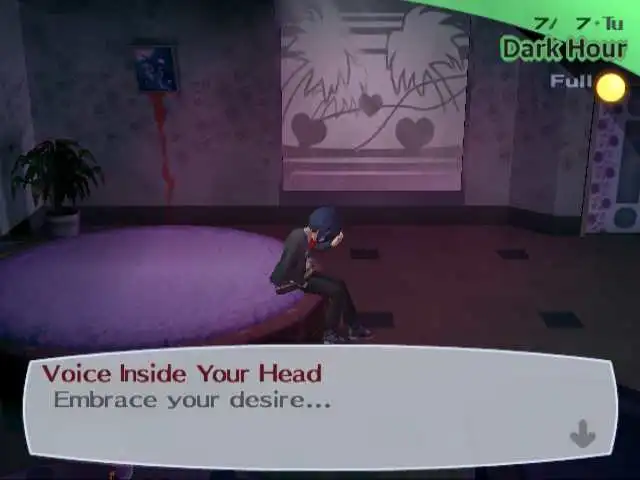 7/ 7・Tu
Dark Hour
Full
Voice Inside Your Head
Embrace your desire...